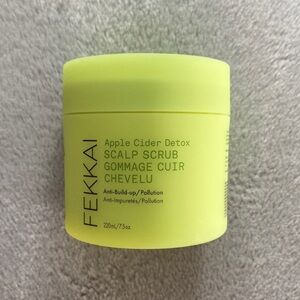 FEKKAI
Apple Cider Detox
SCALP SCRUB
GOMMAGE CUIR
CHEVELU
Anti-Build-up/Pollution
Anti-Impuretés/Pollution
220ml/7.5oz